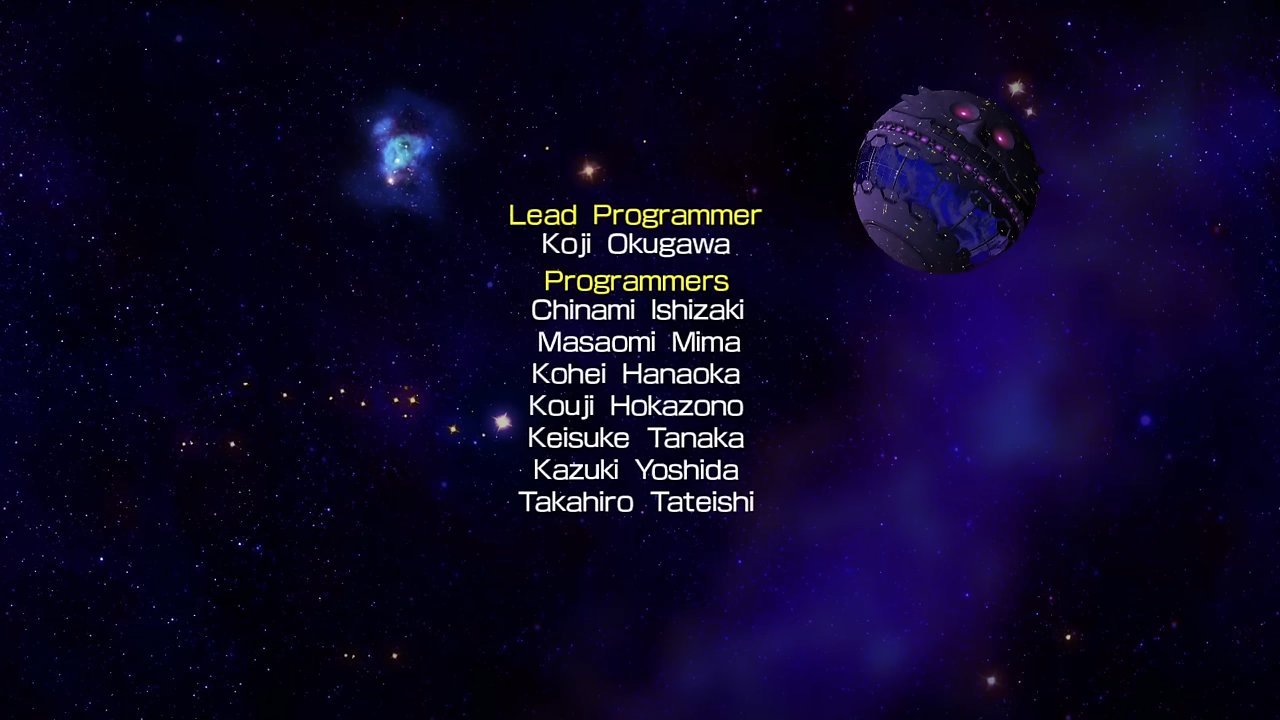 Lead Programmer
Koji Okugawa
Programmers
Chinami Ishizaki
Masaomi Mima
Kohei Hanaoka
Kouji Hokazono
Keisuke Tanaka
Kazuki Yoshida
Takahiro Tateishi